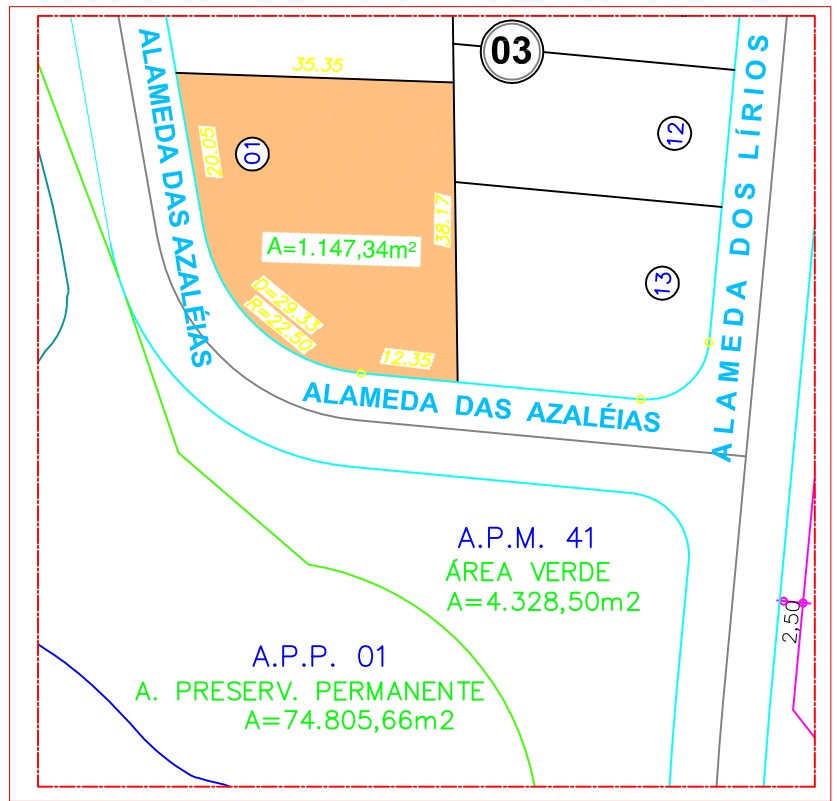 03
35.35
ALAMEDA DAS AZALÉIAS
20.05
01
12
ALAMEDA DOS LÍRIOS
38.17
A=1.147,34m²
13
D=29.33
R=22.50
12.35
ALAMEDA DAS AZALÉIAS
A.P.M. 41
ÁREA VERDE
A=4.328,50m2
2,50
A.P.P. 01
A. PRESERV. PERMANENTE
A=74.805,66m2